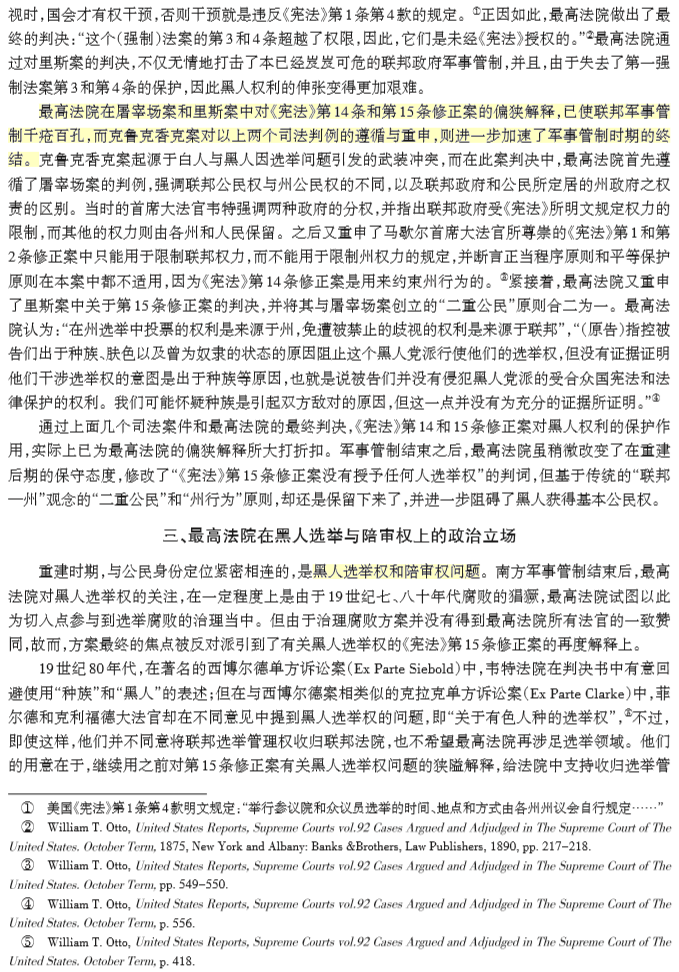 视时，国会才有权干预，否则干预就是违反《宪法》第1条第4款的规定。①正因如此，最高法院做出了最
终的判决：“这个（强制）法案的第3和4条超越了权限，因此，它们是未经《宪法》授权的。”②最高法院通
过对里斯案的判决，不仅无情地打击了本已经岌岌可危的联邦政府军事管制，并且，由于失去了第一强
制法案第3和第4条的保护，因此黑人权利的伸张变得更加艰难。
最高法院在屠宰场案和里斯案中对《宪法》第14条和第15条修正案的偏狭解释，已使联邦军事管
制千疮百孔，而克鲁克香克案对以上两个司法判例的遵循与重申，则进一步加速了军事管制时期的终
结。克鲁克香克案起源于白人与黑人因选举问题引发的武装冲突，而在此案判决中，最高法院首先遵
循了屠宰场案的判例，强调联邦公民权与州公民权的不同，以及联邦政府和公民所定居的州政府之权
责的区别。当时的首席大法官韦特强调两种政府的分权，并指出联邦政府受《宪法》所明文规定权力的
限制，而其他的权力则由各州和人民保留。之后又重申了马歇尔首席大法官所尊崇的《宪法》第1和第
2条修正案中只能用于限制联邦权力，而不能用于限制州权力的规定，并断言正当程序原则和平等保护
原则在本案中都不适用，因为《宪法》第14条修正案是用来约束州行为的。③紧接着，最高法院又重申
了里斯案中关于第15条修正案的判决，并将其与屠宰场案创立的“二重公民”原则合二为一。最高法
院认为：“在州选举中投票的权利是来源于州，免遭被禁止的歧视的权利是来源于联邦”，“（原告）指控被
告们出于种族、肤色以及曾为奴隶的状态的原因阻止这个黑人党派行使他们的选举权，但没有证据证明
他们干涉选举权的意图是出于种族等原因，也就是说被告们并没有侵犯黑人党派的受合众国宪法和法
律保护的权利。我们可能怀疑种族是引起双方敌对的原因，但这一点并没有为充分的证据所证明。”④
通过上面几个司法案件和最高法院的最终判决，《宪法》第14和15条修正案对黑人权利的保护作
用，实际上已为最高法院的偏狭解释所大打折扣。军事管制结束之后，最高法院虽稍微改变了在重建
后期的保守态度，修改了“《宪法》第15条修正案没有授予任何人选举权”的判词，但基于传统的“联邦
—州”观念的“二重公民”和“州行为”原则，却还是保留下来了，并进一步阻碍了黑人获得基本公民权。
三、最高法院在黑人选举与陪审权上的政治立场
重建时期，与公民身份定位紧密相连的，是黑人选举权和陪审权问题。南方军事管制结束后，最高
法院对黑人选举权的关注，在一定程度上是由于19世纪七、八十年代腐败的猖獗，最高法院试图以此
为切入点参与到选举腐败的治理当中。但由于治理腐败方案并没有得到最高法院所有法官的一致赞
同，故而，方案最终的焦点被反对派引到了有关黑人选举权的《宪法》第15条修正案的再度解释上。
19世纪80年代，在著名的西博尔德单方诉讼案（Ex Parte Siebold）中，韦特法院在判决书中有意回
避使用“种族”和“黑人”的表述；但在与西博尔德案相类似的克拉克单方诉讼案（Ex Parte Clarke）中，菲
尔德和克利福德大法官却在不同意见中提到黑人选举权的问题，即“关于有色人种的选举权”，⑤不过，
即使这样，他们并不同意将联邦选举管理权收归联邦法院，也不希望最高法院再涉足选举领域。他们
的用意在于，继续用之前对第15条修正案有关黑人选举权问题的狭隘解释，给法院中支持收归选举管
① 美国《宪法》第1条第4款明文规定：“举行参议院和众议员选举的时间、地点和方式由各州州议会自行规定……”
② William T. Otto, United States Reports, Supreme Courts vol.92 Cases Argued and Adjudged in The Supreme Court of The
United States. October Term, 1875, New York and Albany: Banks &Brothers, Law Publishers, 1890, pp. 217–218.
③ William T. Otto, United States Reports, Supreme Courts vol.92 Cases Argued and Adjudged in The Supreme Court of The
United States. October Term, pp. 549–550.
④ William T. Otto, United States Reports, Supreme Courts vol.92 Cases Argued and Adjudged in The Supreme Court of The
United States. October Term, p. 556.
⑤ William T. Otto, United States Reports, Supreme Courts vol.92 Cases Argued and Adjudged in The Supreme Court of The
United States. October Term, p. 418.